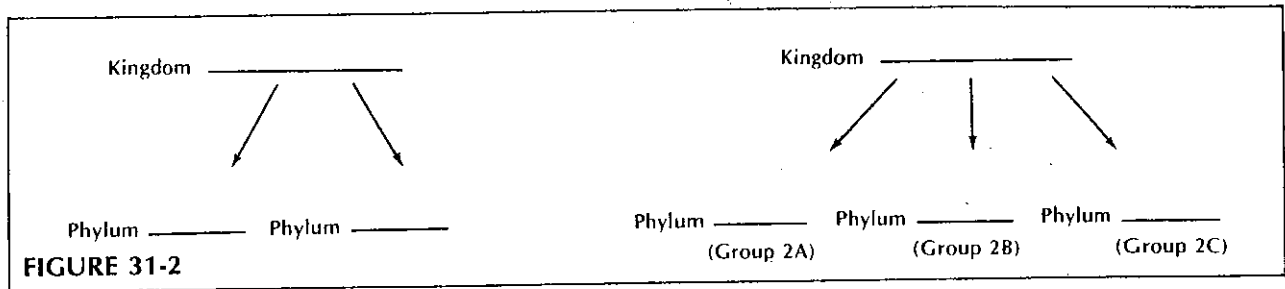 Kingdom
Kingdom
Phylum Phylum
Phylum Phylum Phylum
(Group 2A) (Group 2B) (Group 2C)
FIGURE 31-2